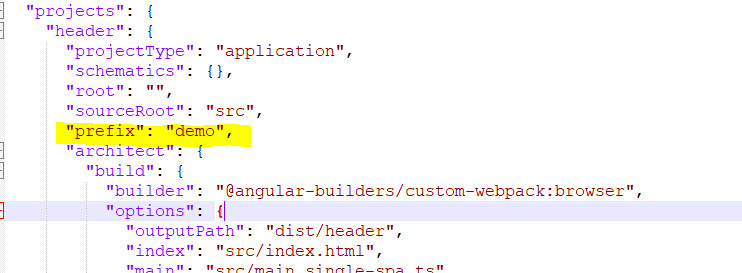 "projects": {
"header": {
"projectType": "application",
"schematics": {},
"root": "",
"sourceRoot": "src",
"prefix": "demo",
"architect": {
"build": {
"builder": "@angular-builders/custom-webpack:browser",
"options": {
"outputPath": "dist/header",
"index": "src/index.html",
"main": "src/main.single-spa.ts"